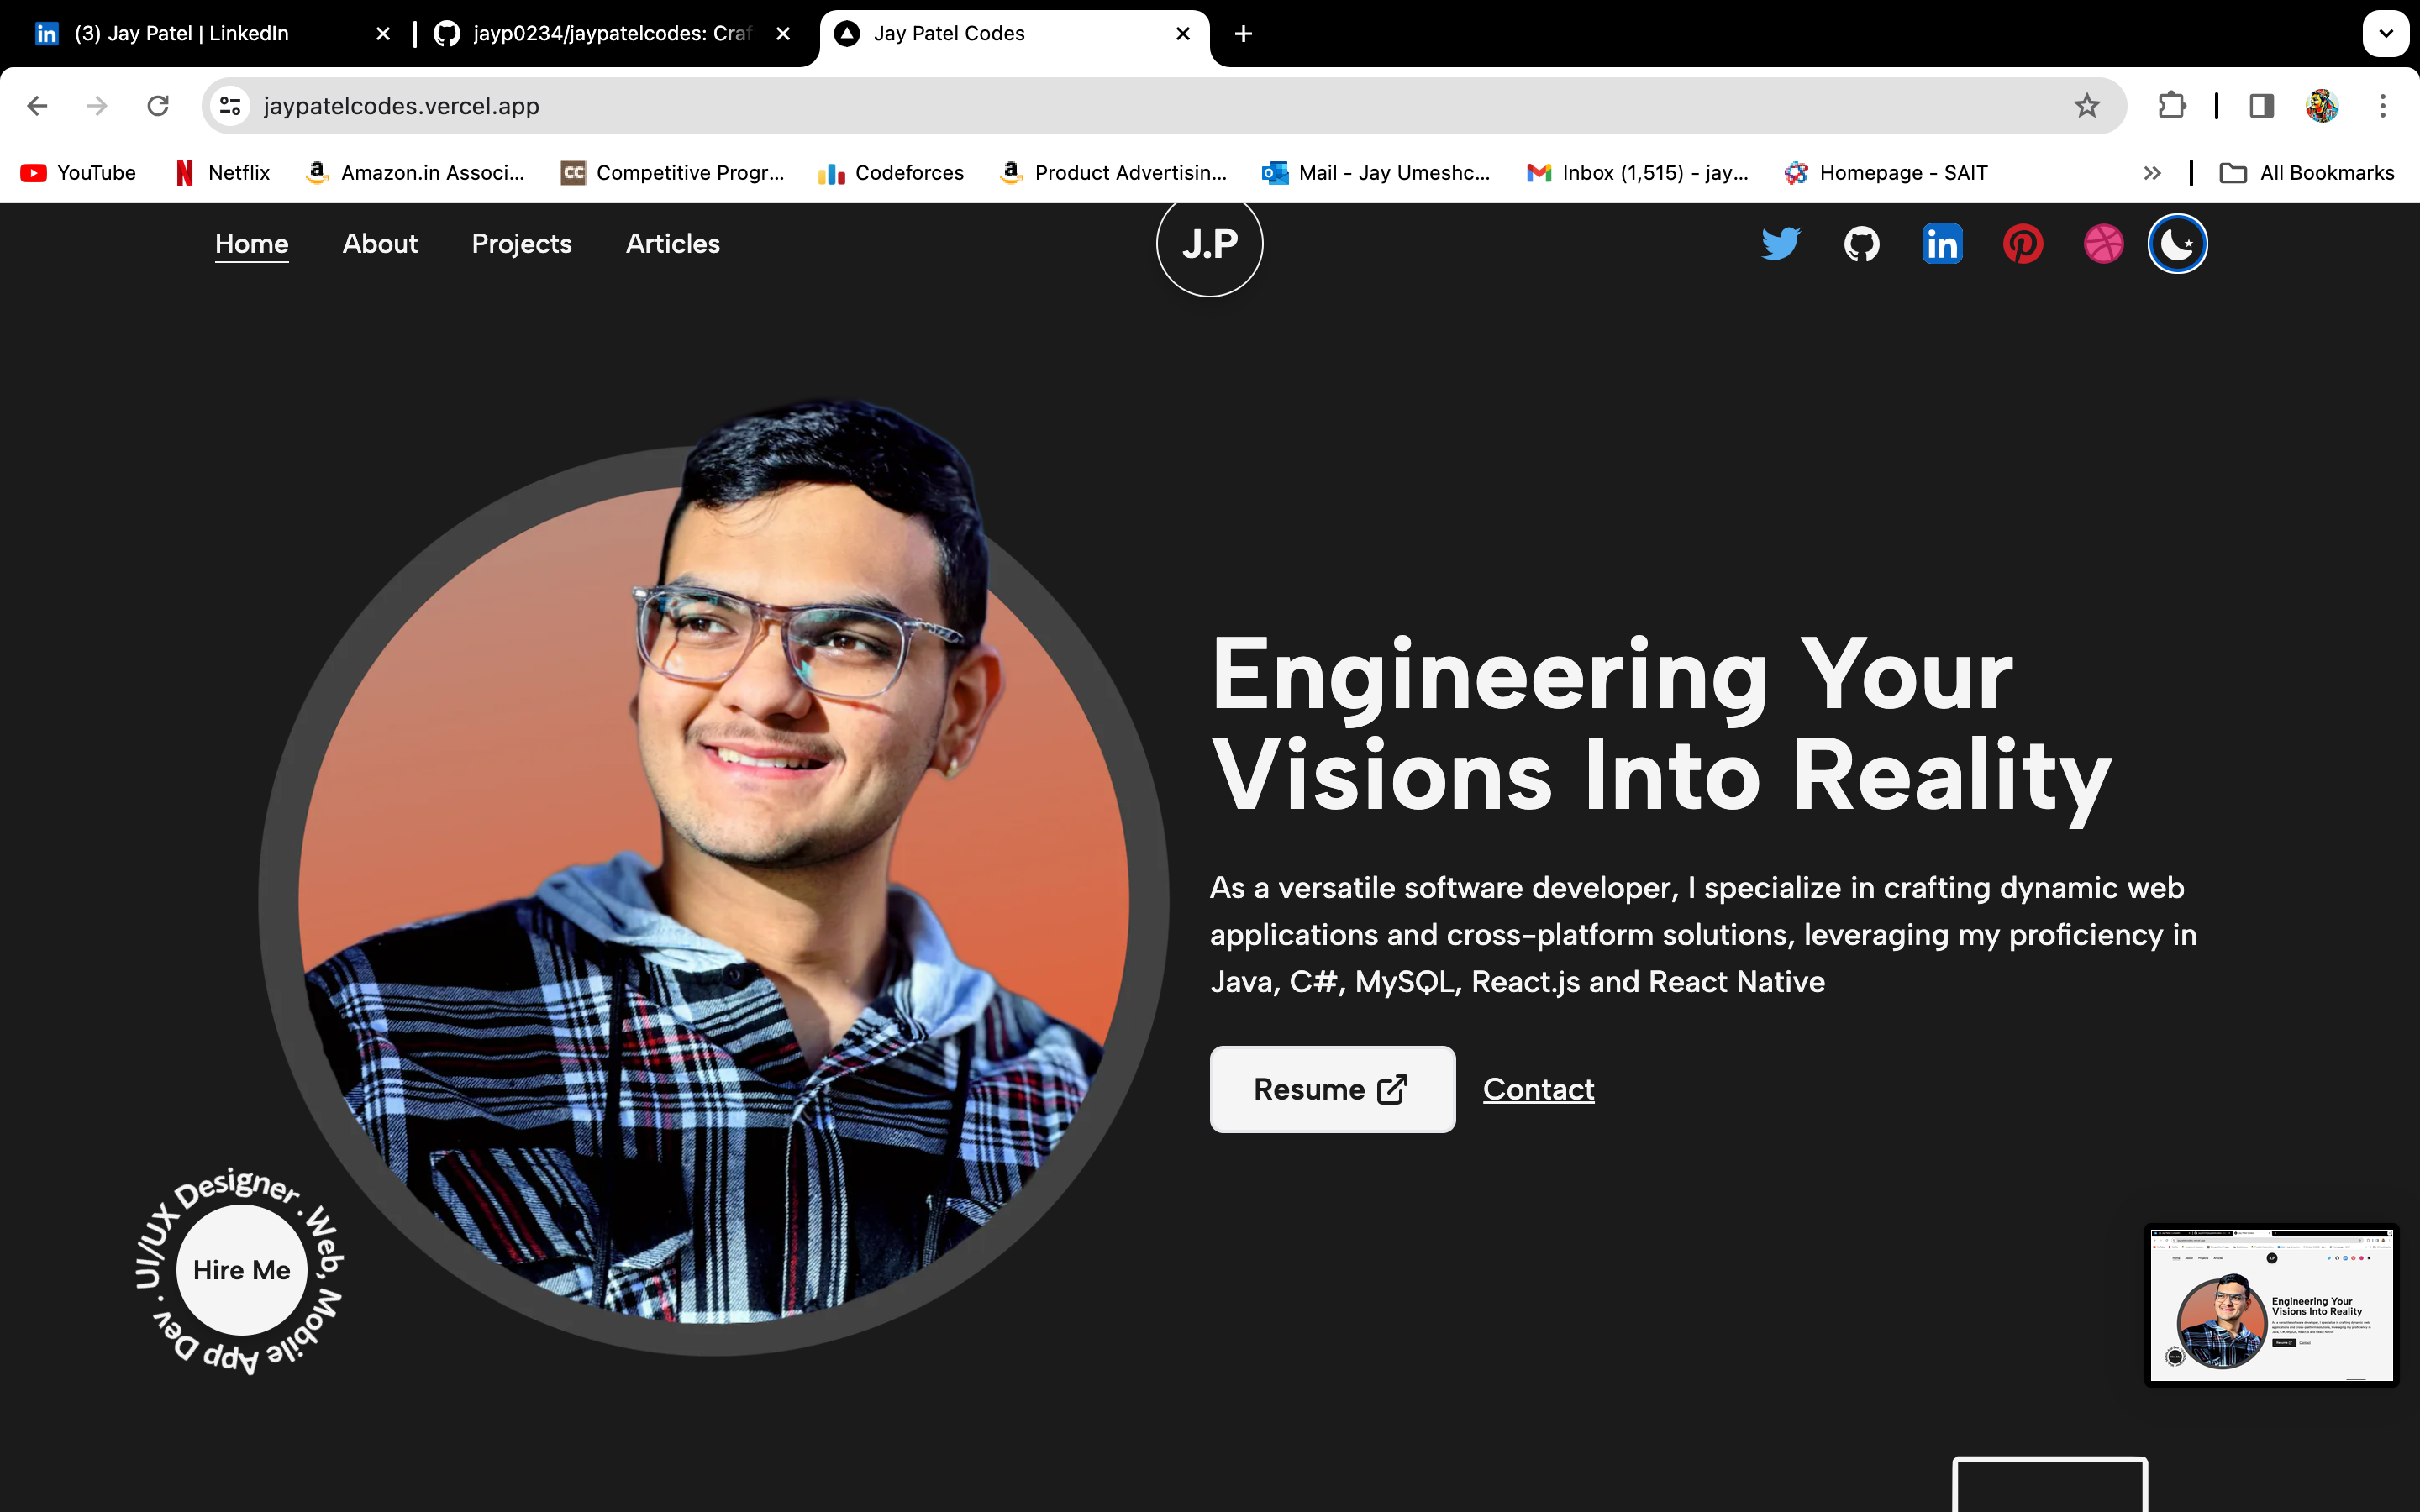 (3) Jay Patel | LinkedIn
jayp0234/jaypatelcodes: Craf
Jay Patel Codes
jaypatelcodes.vercel.app
YouTube
Netflix
Amazon.in Associ...
CC
Competitive Progr...
Codeforces
Product Advertisin...
Mail - Jay Umeshc...
Inbox (1,515) - jay...
Homepage - SAIT
All Bookmarks
Home
About
Projects
Articles
J.P
in
Engineering Your
Visions Into Reality
As a versatile software developer, I specialize in crafting dynamic web
applications and cross-platform solutions, leveraging my proficiency in
Java, C#, MySQL, React.js and React Native
Resume
Contact
UI/UX Designer . Web, Mobile App Dev .
Hire Me
Engineering Your
Visions Into Reality